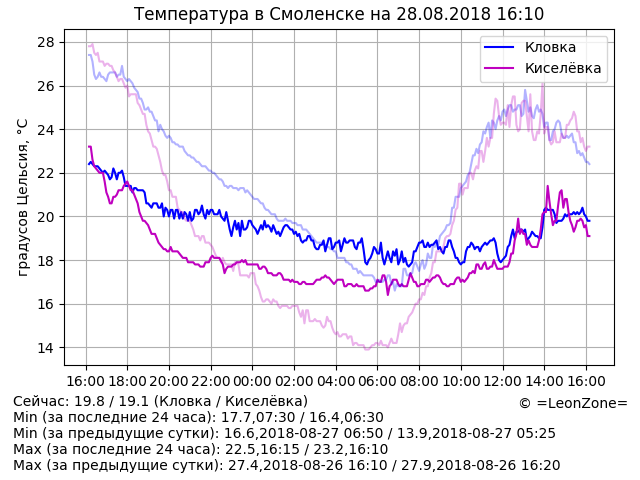 Температура в Смоленске на 28.08.2018 16:10
Кловка
Киселёвка
градусов Цельсия, °C
28
26
24
22
20
18
16
14
16:00 18:00 20:00 22:00 00:00 02:00 04:00 06:00 08:00 10:00 12:00 14:00 16:00
Сейчас: 19.8 / 19.1 (Кловка / Киселёвка)
© =LeonZone=
Min (за последние 24 часа): 17.7,07:30 / 16.4,06:30
Min (за предыдущие сутки): 16.6,2018-08-27 06:50 / 13.9,2018-08-27 05:25
Max (за последние 24 часа): 22.5,16:15 / 23.2,16:10
Max (за предыдущие сутки): 27.4,2018-08-26 16:10 / 27.9,2018-08-26 16:20